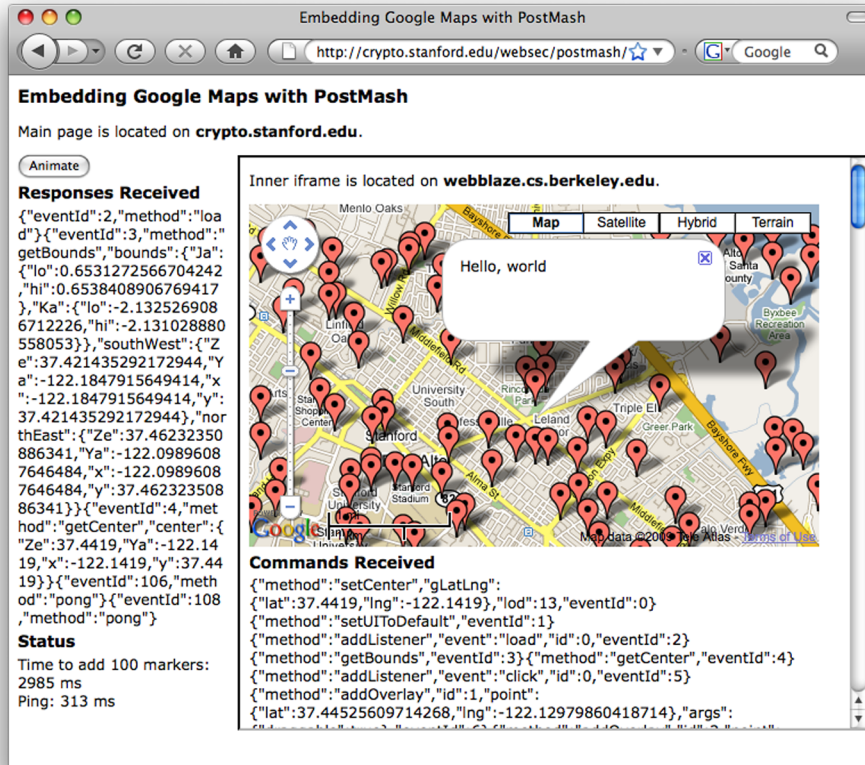 Embedding Google Maps with PostMash
http://crypto.stanford.edu/websec/postmash/
G Google
Embedding Google Maps with PostMash
Main page is located on crypto.stanford.edu.
Animate
Responses Received
{"eventId":2,"method":"loa
d"}{"eventId":3,"method":"
getBounds","bounds":{"Ja":
{"lo":0.6531272566704242
,"hi":0.6538408906769417
},"Ka":{"lo":-2.132526908
6712226,"hi":-2.131028880
558053}},"southWest":{"Z
e":37.421435292172944,"Y
a":-122.1847915649414,"x
":-122.1847915649414,"y":
37.421435292172944},"nor
thEast":{"Ze":37.46232350
886341,"Ya":-122.0989608
7646484,"x":-122.0989608
7646484,"y":37.462323508
86341}}{"eventId":4,"met
hod":"getCenter","center":{
"Ze":37.4419,"Ya":-122.14
19,"x":-122.1419,"y":37.44
19}}{"eventId":106,"meth
od":"pong"}{"eventId":108
,"method":"pong"}
Status
Time to add 100 markers:
2985 ms
Ping: 313 ms
Inner iframe is located on webblaze.cs.berkeley.edu.
Menlo Oaks
Map Satellite Hybrid Terrain
Hello, world
Santa
Byxbee
Recreation
Area
Willow Rd
Middlefield Rd
University
South
Leland
Triple El
Green Park
Bayshore Fwy
Stanford
Alma St
Stanford
Stadium
82
Stanford
University
Google
Map data ©2009 Tele Atlas - Terms of Use
Commands Received
{"method":"setCenter","gLatLng":
{"lat":37.4419,"lng":-122.1419},"lod":13,"eventId":0}
{"method":"setUIToDefault","eventId":1}
{"method":"addListener","event":"load","id":0,"eventId":2}
{"method":"getBounds","eventId":3}{"method":"getCenter","eventId":4}
{"method":"addListener","event":"click","id":0,"eventId":5}
{"method":"addOverlay","id":1,"point":
{"lat":37.44525609714268,"lng":-122.12979860418714},"args":